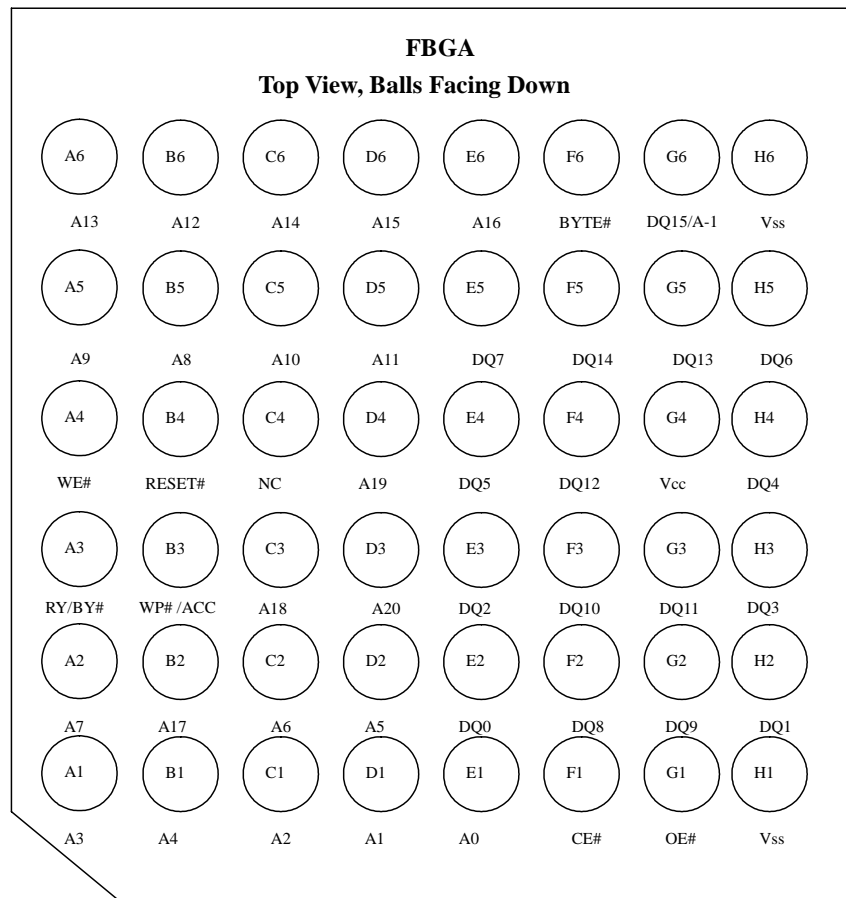 FBGA
Top View, Balls Facing Down
A6 B6 C6 D6 E6 F6 G6 H6
A13 A12 A14 A15 A16 BYTE# DQ15/A-1 Vss
A5 B5 C5 D5 E5 F5 G5 H5
A9 A8 A10 A11 DQ7 DQ14 DQ13 DQ6
A4 B4 C4 D4 E4 F4 G4 H4
WE# RESET# NC A19 DQ5 DQ12 Vcc DQ4
A3 B3 C3 D3 E3 F3 G3 H3
RY/BY# WP# /ACC A18 A20 DQ2 DQ10 DQ11 DQ3
A2 B2 C2 D2 E2 F2 G2 H2
A7 A17 A6 A5 DQ0 DQ8 DQ9 DQ1
A1 B1 C1 D1 E1 F1 G1 H1
A3 A4 A2 A1 A0 CE# OE# Vss